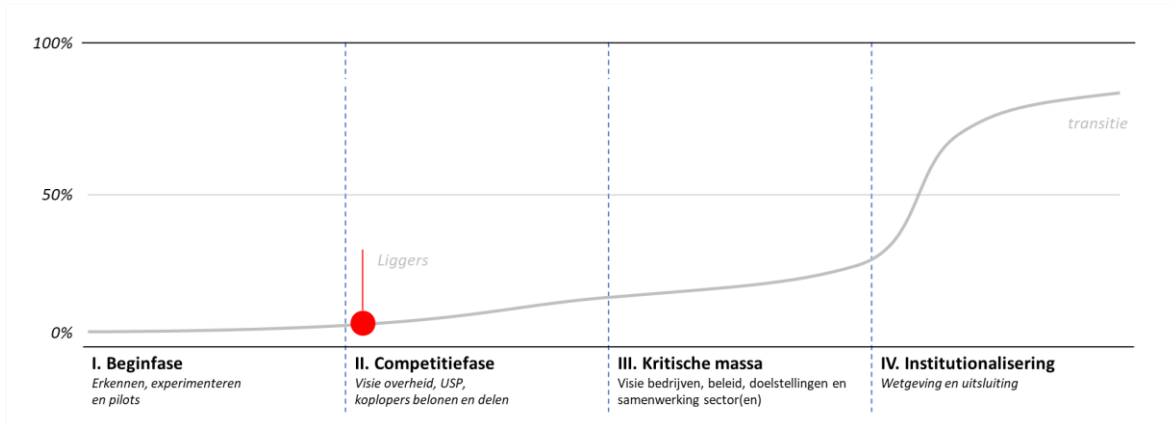 100%
transitie
50%
Liggers
0%
I. Beginfase
Erkennen, experimenteren
en pilots
II. Competitiefase
Visie overheid, USP,
koplopers belonen en delen
III. Kritische massa
Visie bedrijven, beleid, doelstellingen en
samenwerking sector(en)
IV. Institutionalisering
Wetgeving en uitsluiting